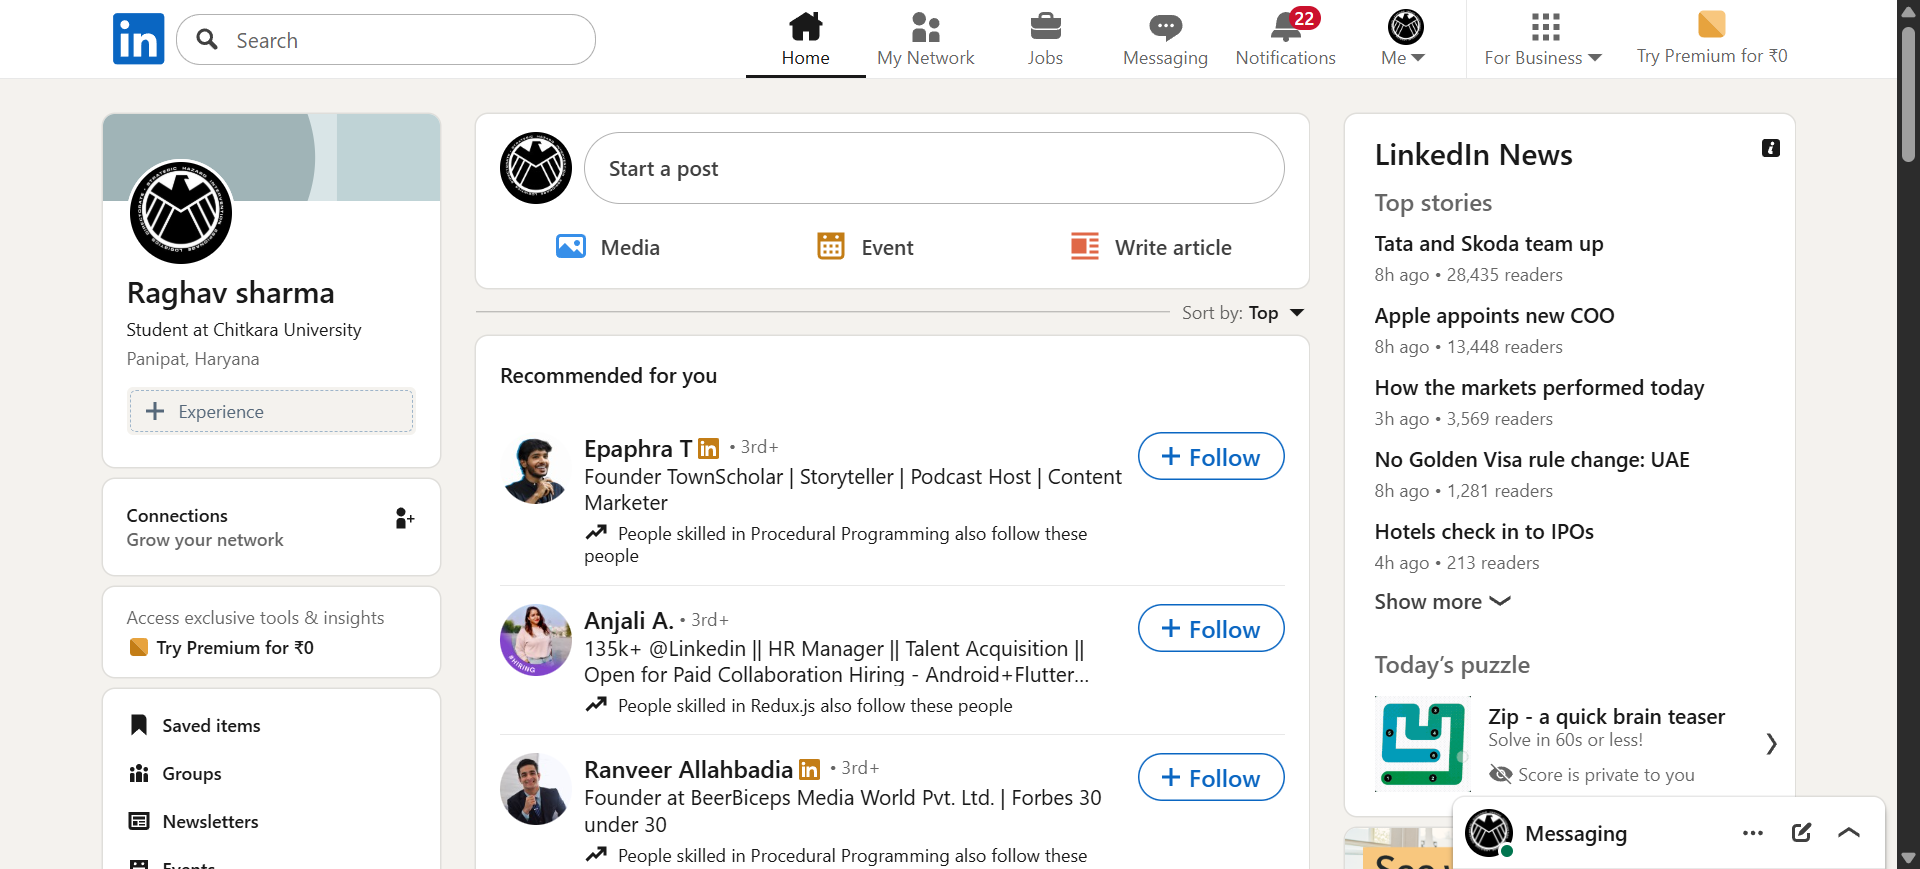 in
Search
Home
My Network
Jobs
Messaging
22
Notifications
Me
For Business
Try Premium for ₹0
Raghav sharma
Student at Chitkara University
Panipat, Haryana
+ Experience
Connections
Grow your network
Access exclusive tools & insights
Try Premium for ₹0
Saved items
Groups
Newsletters
Events
Start a post
Media
Event
Write article
Sort by: Top
Recommended for you
Epaphra T in • 3rd+
Founder TownScholar | Storyteller | Podcast Host | Content
Marketer
People skilled in Procedural Programming also follow these
people
+ Follow
Anjali A. • 3rd+
135k+ @Linkedin || HR Manager || Talent Acquisition ||
Open for Paid Collaboration Hiring - Android+Flutter...
People skilled in Redux.js also follow these people
+ Follow
#HIRING
Ranveer Allahbadia in • 3rd+
Founder at BeerBiceps Media World Pvt. Ltd. | Forbes 30
under 30
People skilled in Procedural Programming also follow these
+ Follow
LinkedIn News
Top stories
Tata and Skoda team up
8h ago • 28,435 readers
Apple appoints new COO
8h ago • 13,448 readers
How the markets performed today
3h ago • 3,569 readers
No Golden Visa rule change: UAE
8h ago • 1,281 readers
Hotels check in to IPOs
4h ago • 213 readers
Show more
Today's puzzle
Zip - a quick brain teaser
Solve in 60s or less!
Score is private to you
Messaging